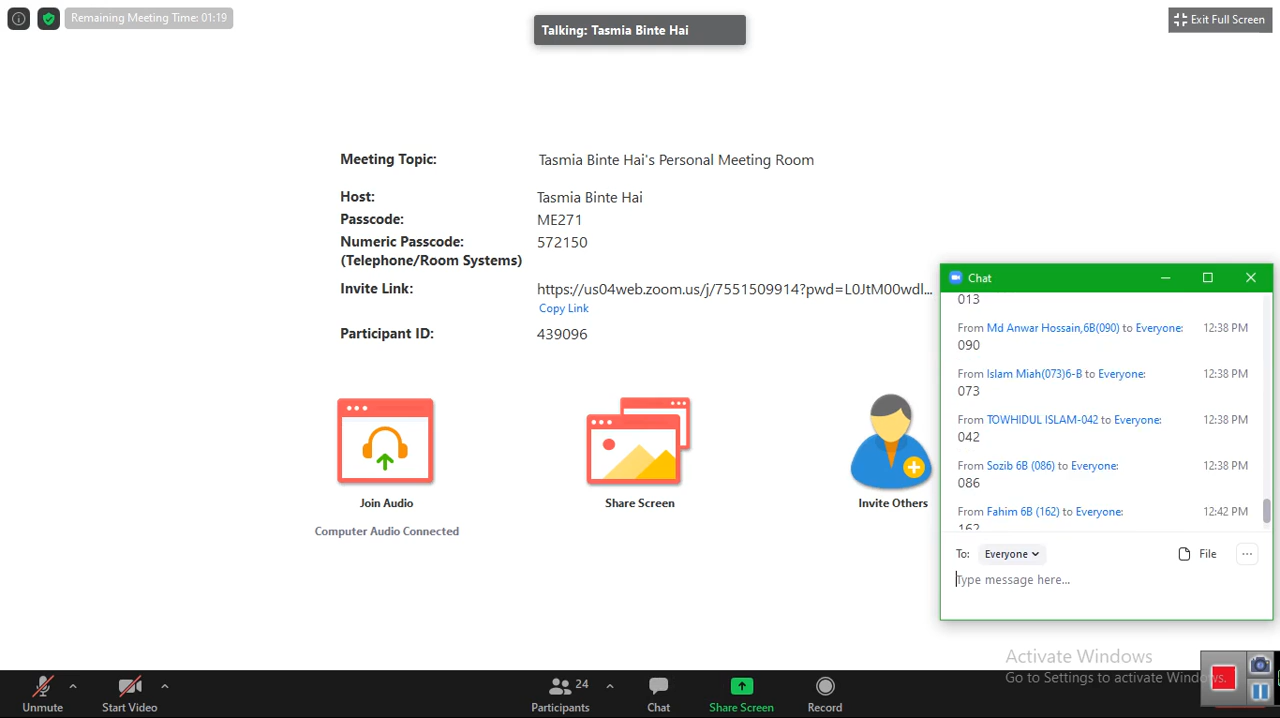 Remaining Meeting Time: 01:19
Talking: Tasmia Binte Hai
Exit Full Screen
Meeting Topic: Tasmia Binte Hai's Personal Meeting Room
Host: Tasmia Binte Hai
Passcode: ME271
Numeric Passcode: 572150
(Telephone/Room Systems)
Invite Link: https://us04web.zoom.us/j/7551509914?pwd=L0JtM00wdl...
Copy Link
Participant ID: 439096
Join Audio
Computer Audio Connected
Share Screen
Invite Others
Chat
013
From Md Anwar Hossain,6B(090) to Everyone: 12:38 PM
090
From Islam Miah(073)6-B to Everyone: 12:38 PM
073
From TOWHIDUL ISLAM-042 to Everyone: 12:38 PM
042
From Sozib 6B (086) to Everyone: 12:38 PM
086
From Fahim 6B (162) to Everyone: 12:42 PM
162
To: Everyone File
Type message here...
Activate Windows
Go to Settings to activate Windows.
Unmute
Start Video
24
Participants
Chat
Share Screen
Record